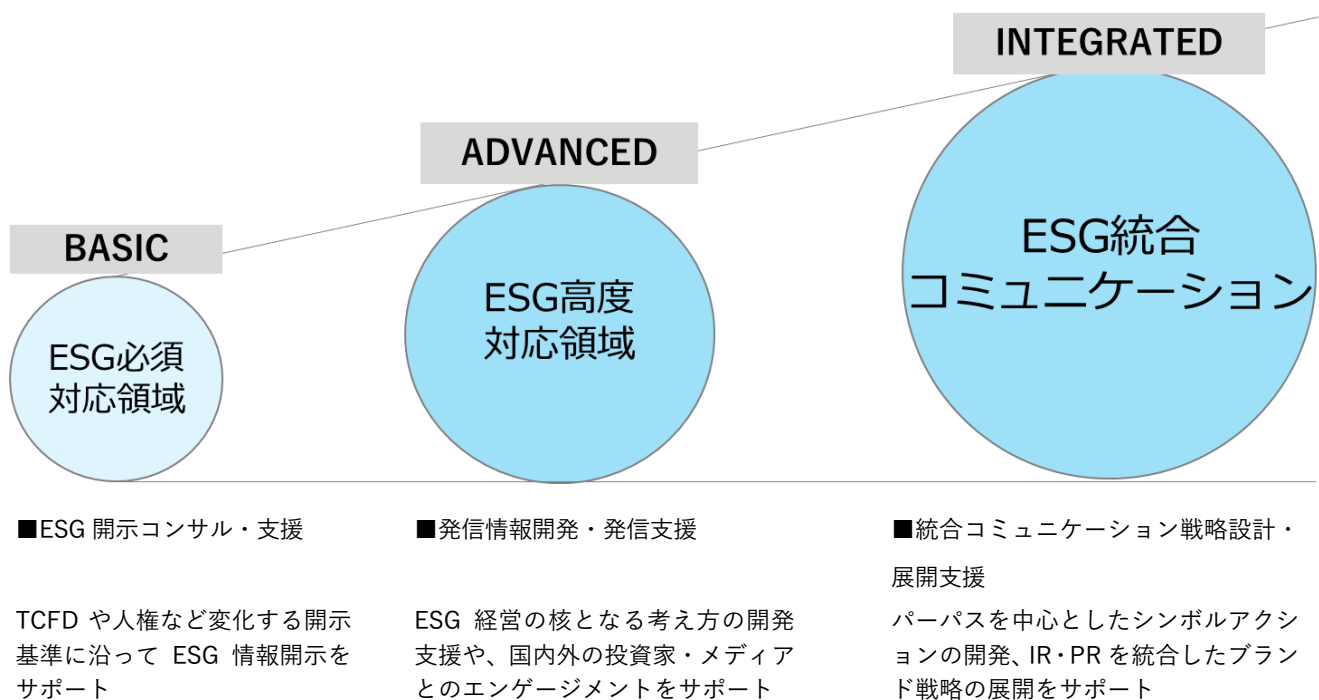 BASIC
ESG必須
対応領域
ADVANCED
ESG高度
対応領域
INTEGRATED
ESG統合
コミュニケーション
■ESG 開示コンサル・支援
TCFD や人権など変化する開示
基準に沿って ESG 情報開示を
サポート
■発信情報開発・発信支援
ESG 経営の核となる考え方の開発
支援や、国内外の投資家・メディア
とのエンゲージメントをサポート
■統合コミュニケーション戦略設計・
展開支援
パーパスを中心としたシンボルアクシ
ョンの開発、IR・PR を統合したブラン
ド戦略の展開をサポート